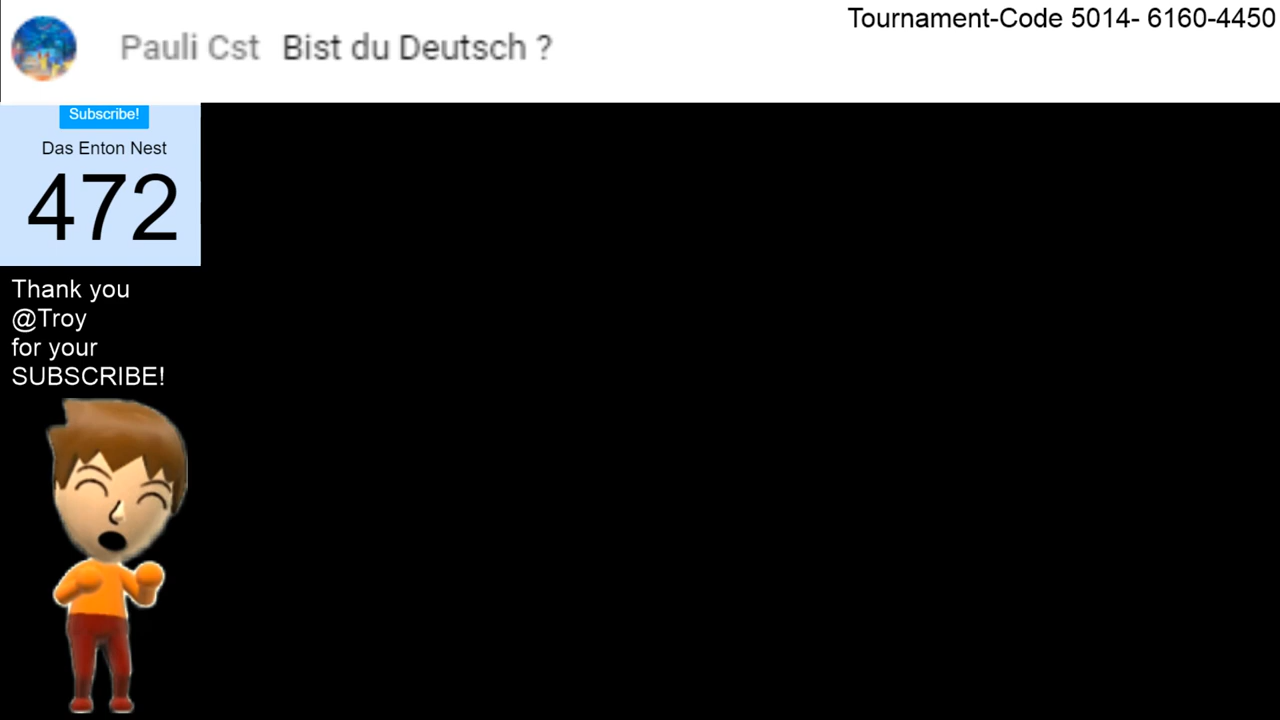 Tournament-Code 5014- 6160-4450
Pauli Cst Bist du Deutsch ?
Subscribe!
Das Enton Nest
472
Thank you
@Troy
for your
SUBSCRIBE!